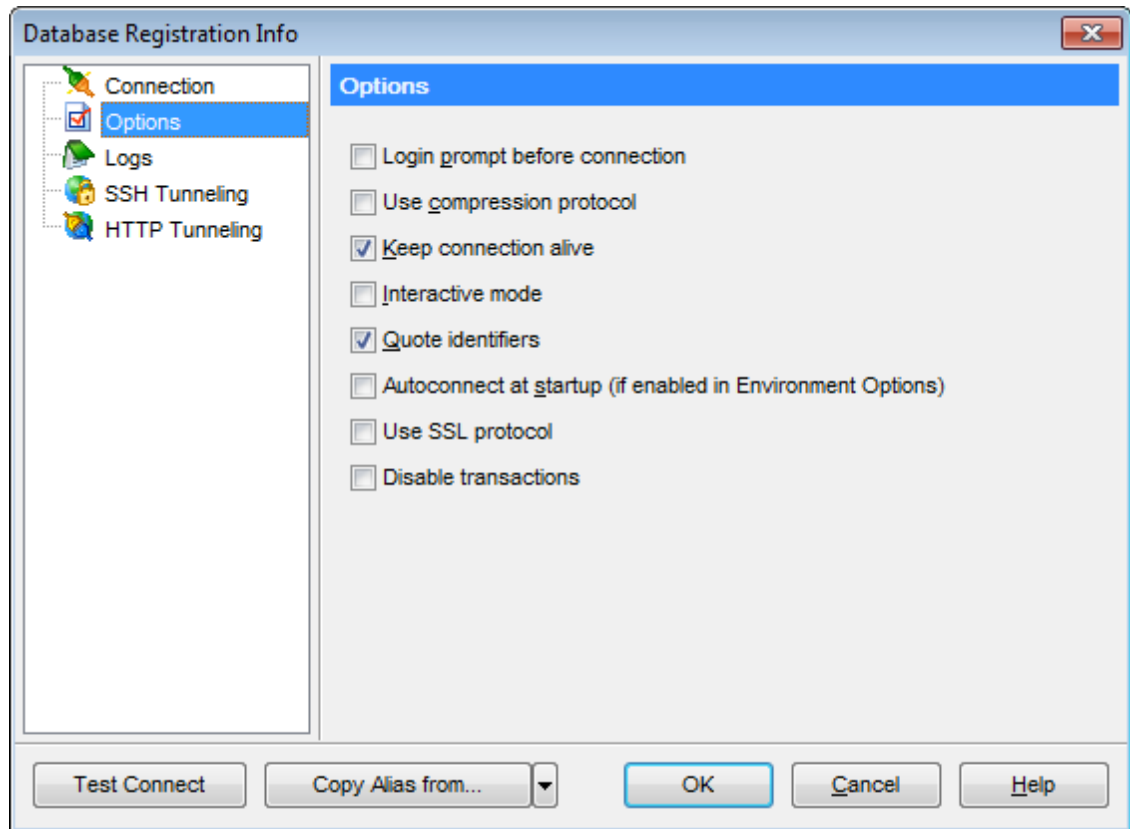 Database Registration Info
Connection
Options
Logs
SSH Tunneling
HTTP Tunneling
Options
Login prompt before connection
Use compression protocol
Keep connection alive
Interactive mode
Quote identifiers
Autoconnect at startup (if enabled in Environment Options)
Use SSL protocol
Disable transactions
Test Connect
Copy Alias from...
OK
Cancel
Help